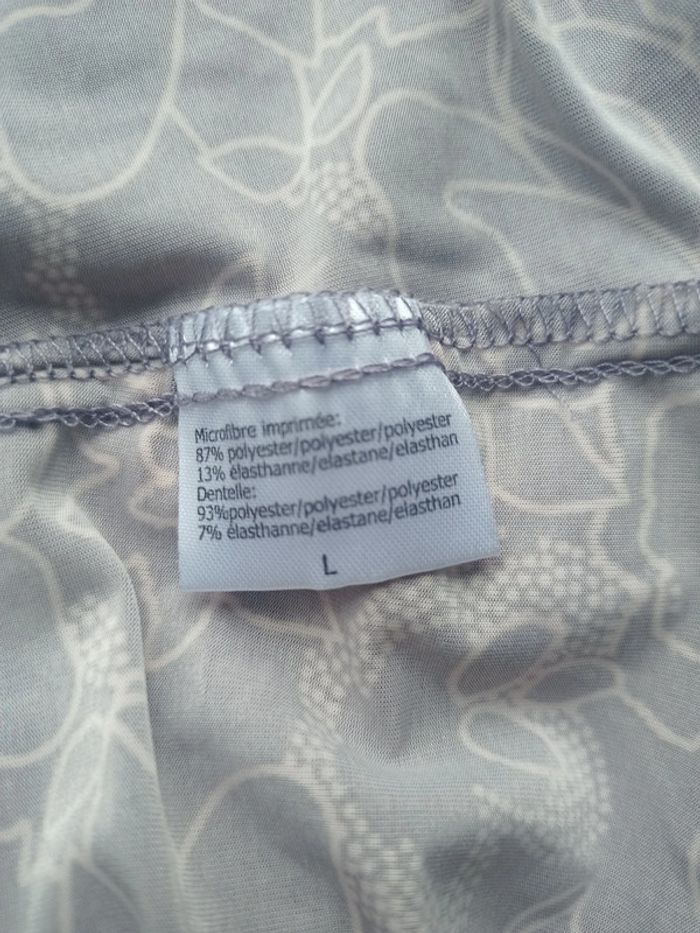 Microfibre imprimée:
87% polyester/polyester/polyester
13% élasthanne/elastane/elasthan
Dentelle:
93%polyester/polyester/polyester
7% élasthanne/elastane/elasthan
L